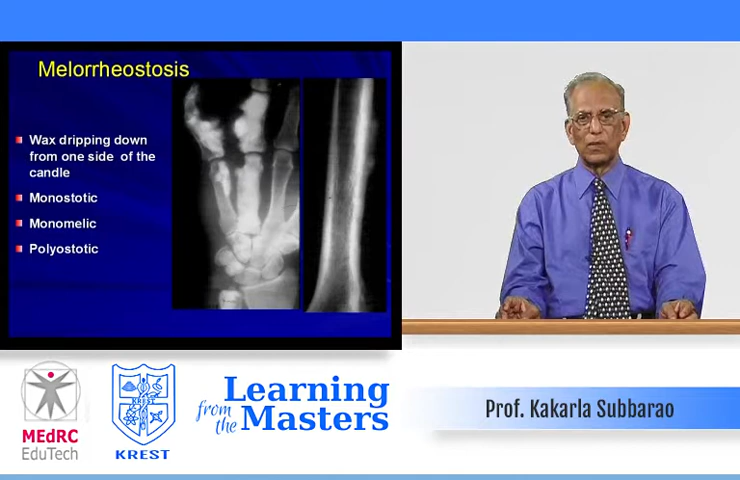 Melorrheostosis
Wax dripping down
from one side of the
candle
Monostotic
Monomelic
Polyostotic
MEdRC
EduTech
KREST
KREST
Learning
from
the
Masters
Prof. Kakarla Subbarao